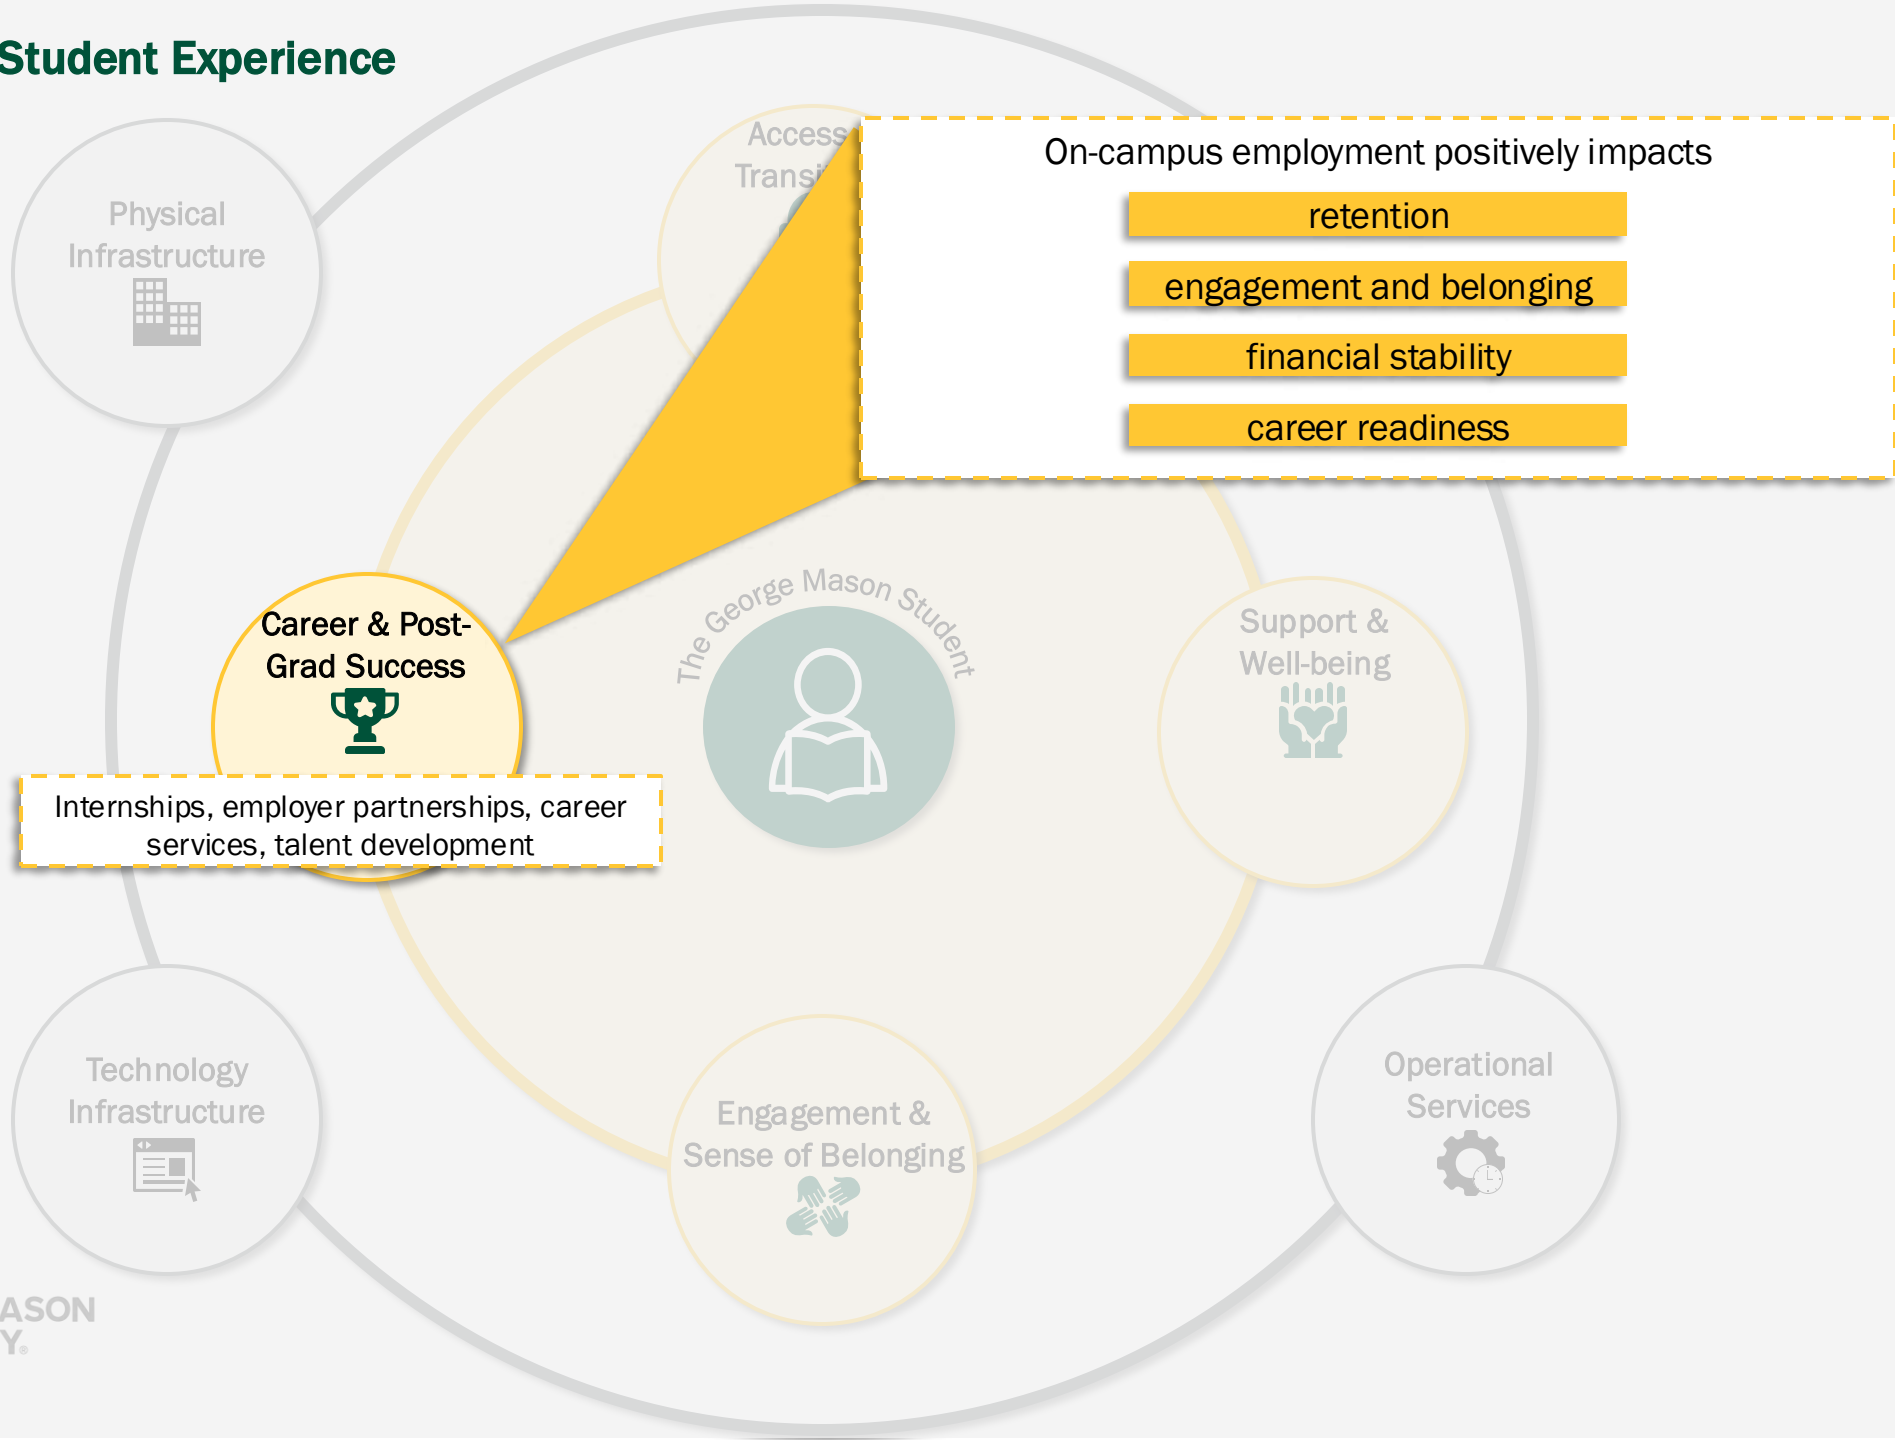 Student Experience
Access
Transi
On-campus employment positively impacts
retention
engagement and belonging
financial stability
career readiness
Physical
Infrastructure
The George Mason Student
Career & Post-
Grad Success
Support &
Well-being
Internships, employer partnerships, career
services, talent development
Technology
Infrastructure
Engagement &
Sense of Belonging
Operational
Services
ASON
Y®